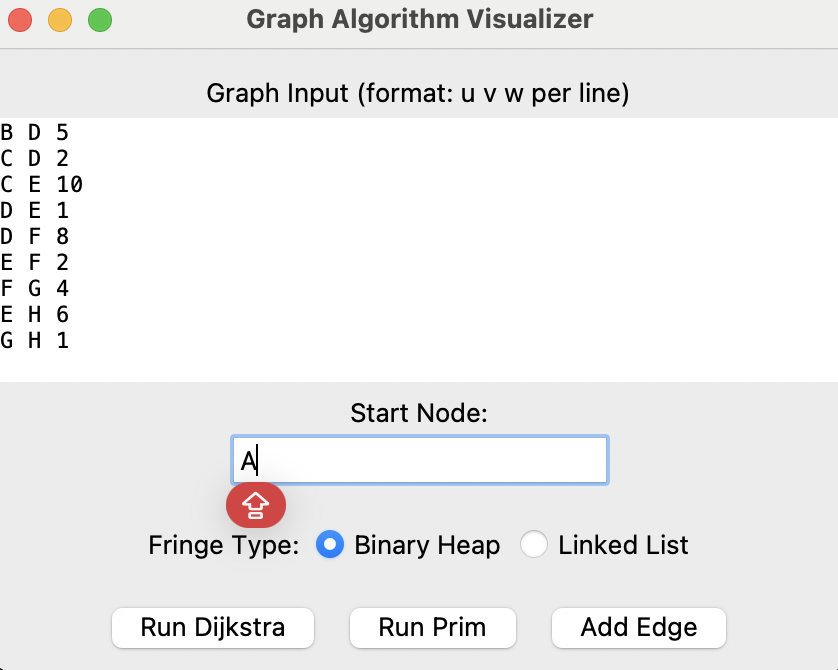 Graph Algorithm Visualizer
Graph Input (format: u v w per line)
B D 5
C D 2
C E 10
D E 1
D F 8
E F 2
F G 4
E H 6
G H 1
Start Node:
A
Fringe Type: Binary Heap Linked List
Run Dijkstra Run Prim Add Edge